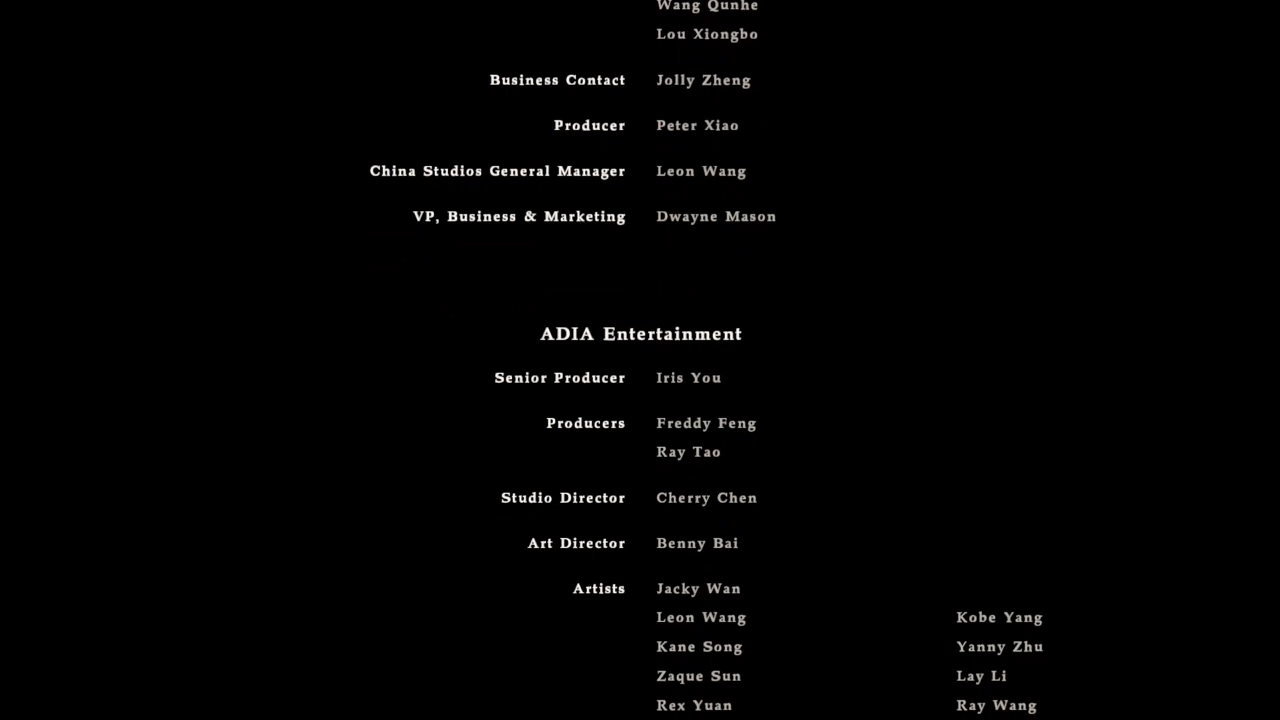 Wang Qunhe
Lou Xiongbo
Business Contact Jolly Zheng
Producer Peter Xiao
China Studios General Manager Leon Wang
VP, Business & Marketing Dwayne Mason
ADIA Entertainment
Senior Producer Iris You
Producers Freddy Feng
Ray Tao
Studio Director Cherry Chen
Art Director Benny Bai
Artists Jacky Wan
Leon Wang Kobe Yang
Kane Song Yanny Zhu
Zaque Sun Lay Li
Rex Yuan Ray Wang